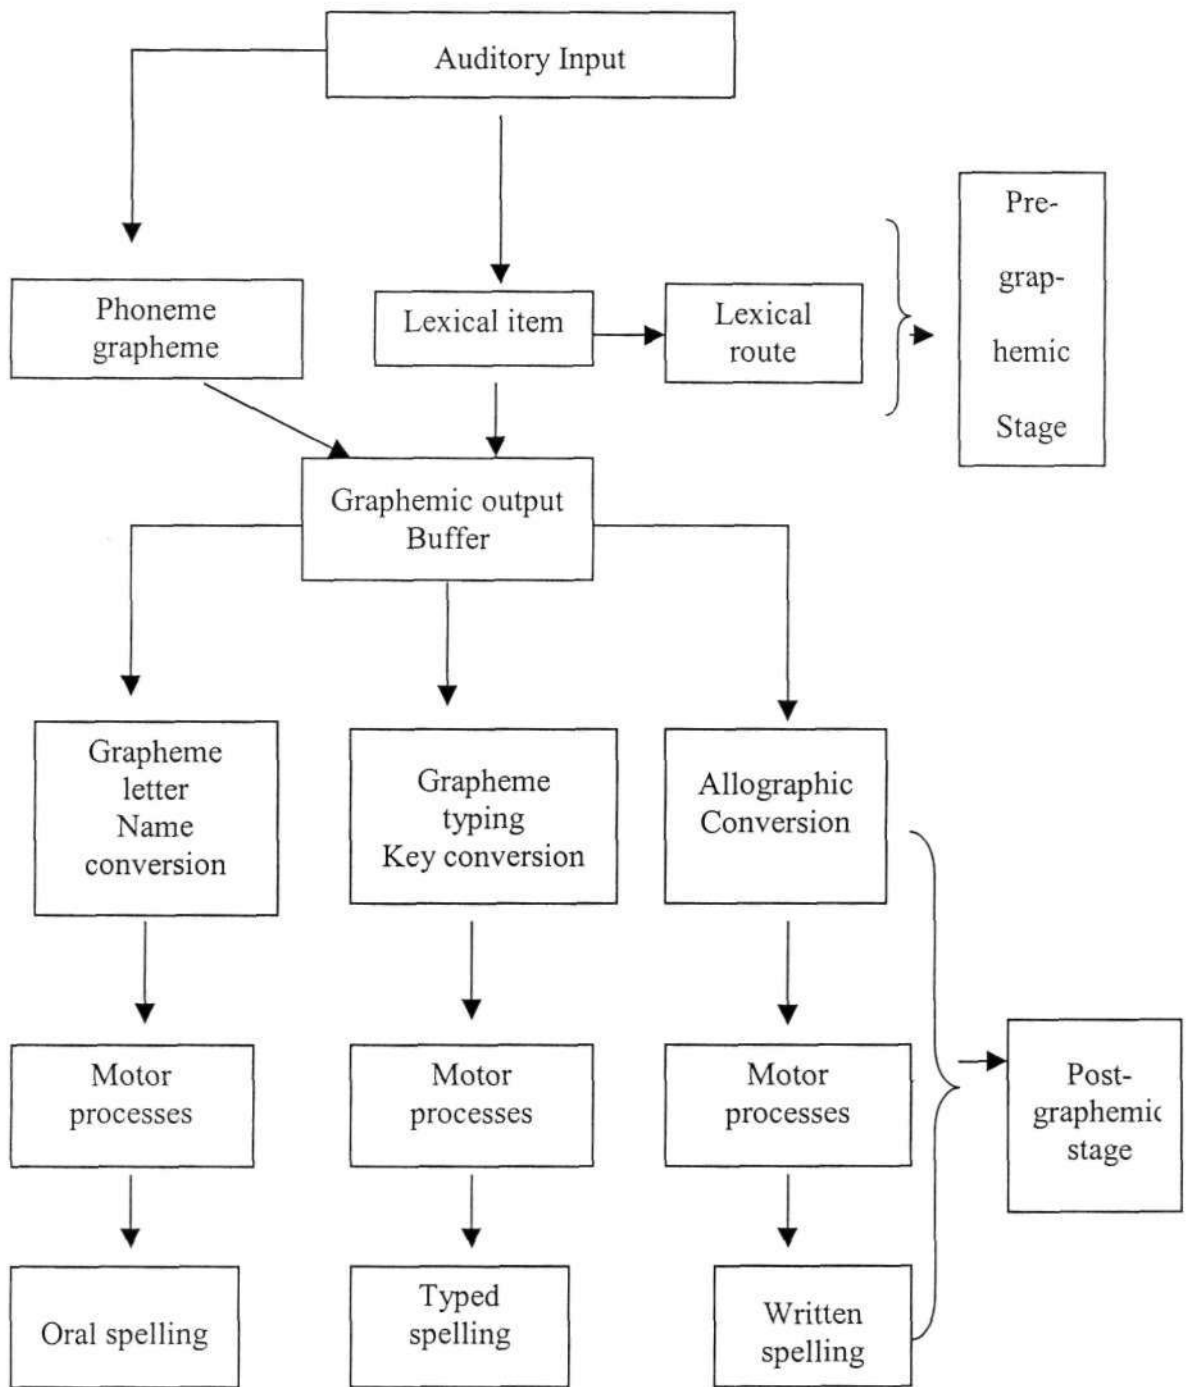 Auditory Input
Phoneme
grapheme
Lexical item
Lexical
route
Pre-
grap-
hemic
Stage
Graphemic output
Buffer
Grapheme
letter
Name
conversion
Grapheme
typing
Key conversion
Allographic
Conversion
Motor
processes
Motor
processes
Motor
processes
Post-
graphemic
stage
Oral spelling
Typed
spelling
Written
spelling